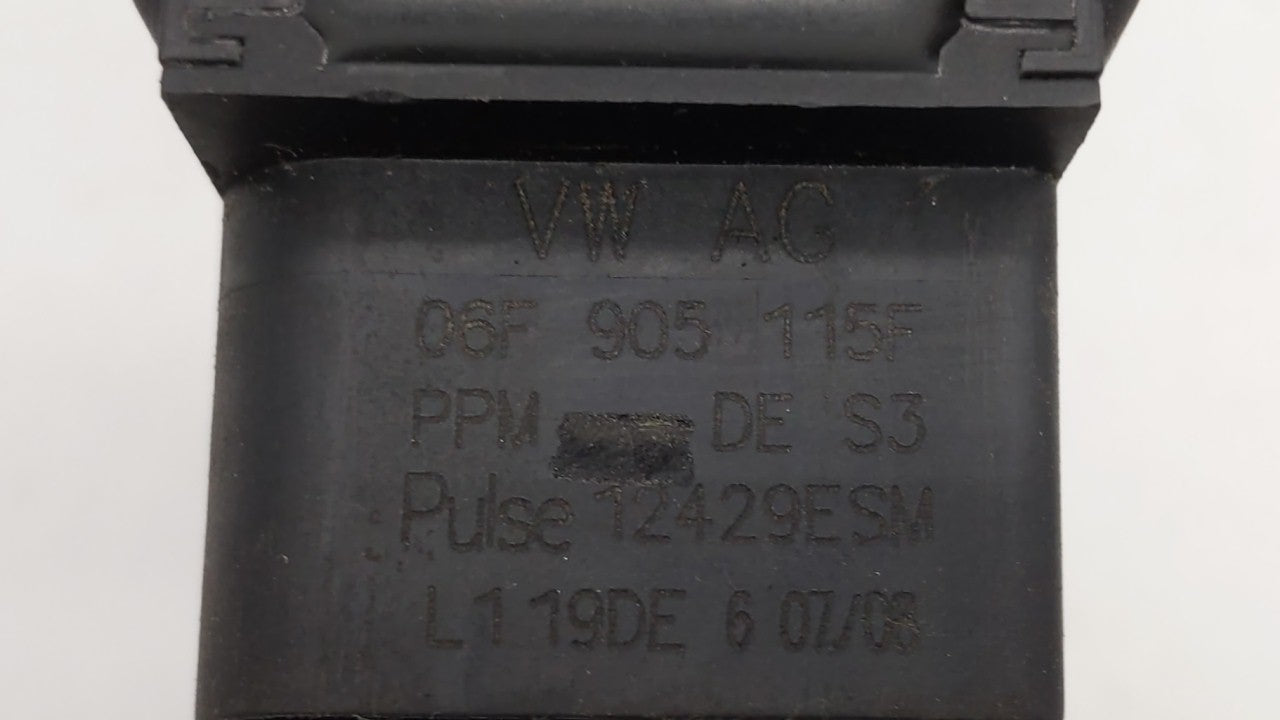 VW AG
06F 905 115F
PPM DE S3
Pulse 12429ESM
L1 19DE 6 07/08